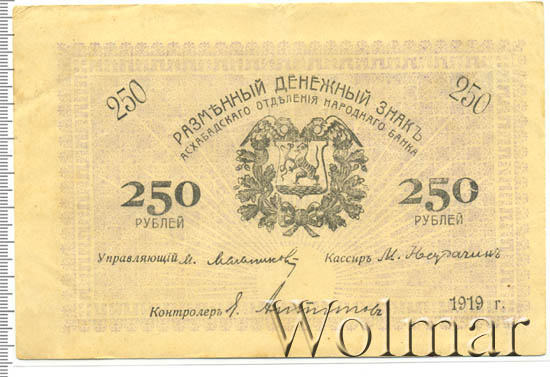 250
250
РАЗМѢННЫЙ ДЕНЕЖНЫЙ ЗНАКЪ
АСХАБАДСКАГО ОТДѢЛЕНІЯ НАРОДНАГО БАНКА
250
РУБЛЕЙ
250
РУБЛЕЙ
Управляющій М.
Кассиръ М.
Контролеръ
1919 г.
Wolmar